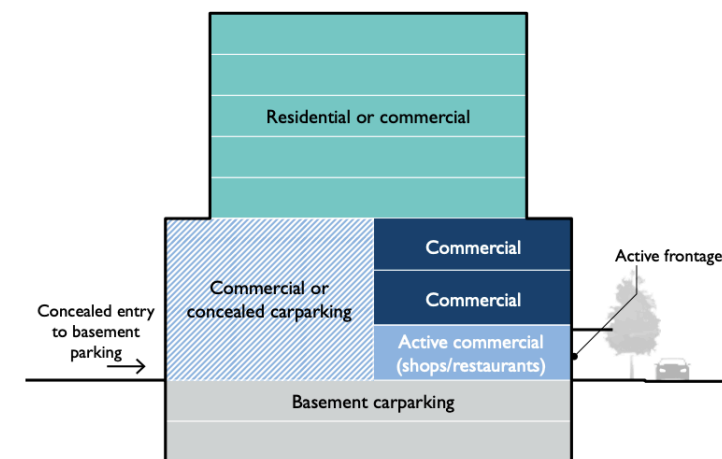 Residential or commercial
Commercial
Active frontage
Commercial or
concealed carparking
Commercial
Concealed entry
to basement
parking
Active commercial
(shops/restaurants)
Basement carparking